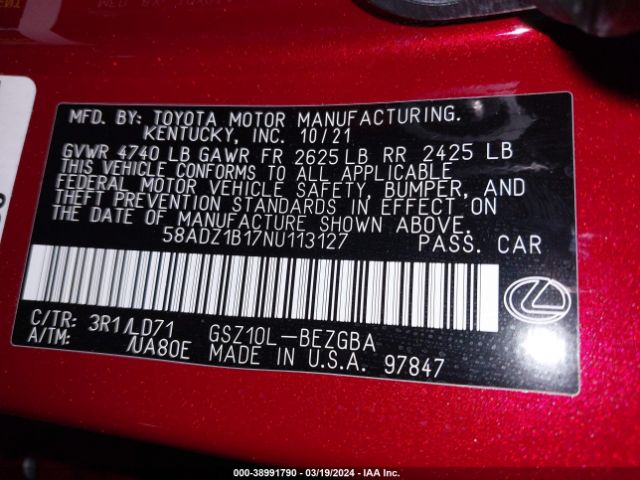 MFD. BY: TOYOTA MOTOR MANUFACTURING.
KENTUCKY, INC. 10/21
GVWR 4740 LB GAWR FR 2625 LB RR 2425 LB
THIS VEHICLE CONFORMS TO ALL APPLICABLE
FEDERAL MOTOR VEHICLE SAFETY, BUMPER, AND
THEFT PREVENTION STANDARDS IN EFFECT ON
THE DATE OF MANUFACTURE SHOWN ABOVE.
58ADZ1B17NU113127 PASS. CAR
C/TR: 3R1/LD71 GSZ10L-BEZGBA
A/TM: /UA80E MADE IN U.S.A. 97847
000-38991790 - 03/19/2024 - IAA Inc.